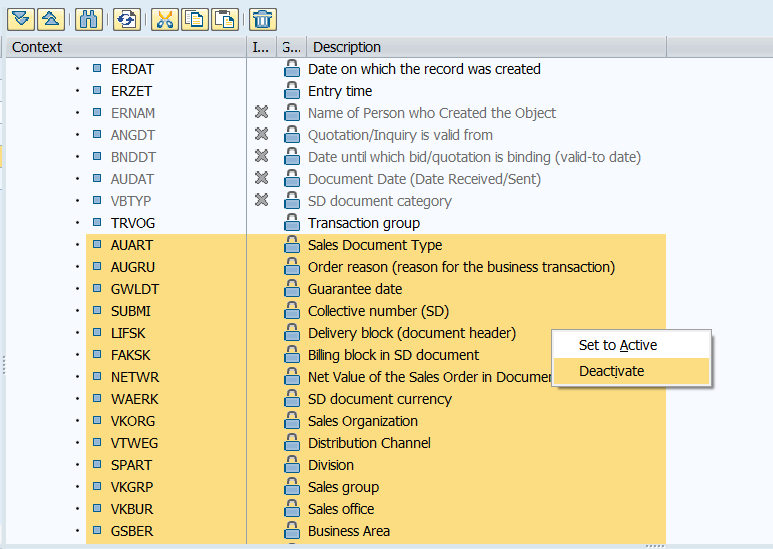 Context I... G... Description
ERDAT Date on which the record was created
ERZET Entry time
ERNAM Name of Person who Created the Object
ANGDT Quotation/Inquiry is valid from
BNDDT Date until which bid/quotation is binding (valid-to date)
AUDAT Document Date (Date Received/Sent)
VBTYP SD document category
TRVOG Transaction group
AUART Sales Document Type
AUGRU Order reason (reason for the business transaction)
GWLDT Guarantee date
SUBMI Collective number (SD)
LIFSK Delivery block (document header)
Set to Active
FAKSK Billing block in SD document
Deactivate
NETWR Net Value of the Sales Order in Documen
WAERK SD document currency
VKORG Sales Organization
VTWEG Distribution Channel
SPART Division
VKGRP Sales group
VKBUR Sales office
GSBER Business Area